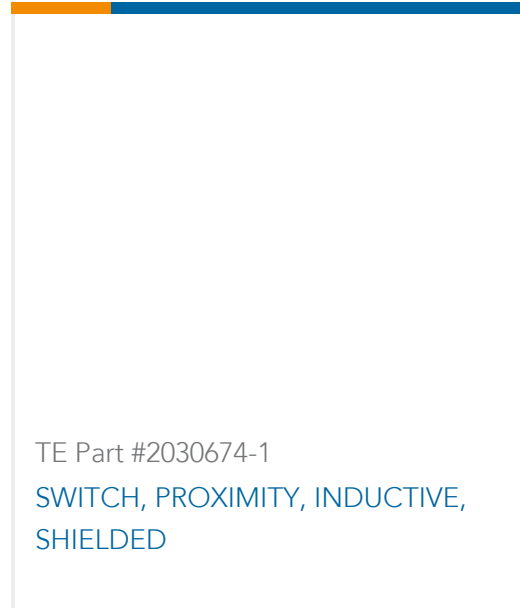 TE Part #2030674-1
SWITCH, PROXIMITY, INDUCTIVE,
SHIELDED